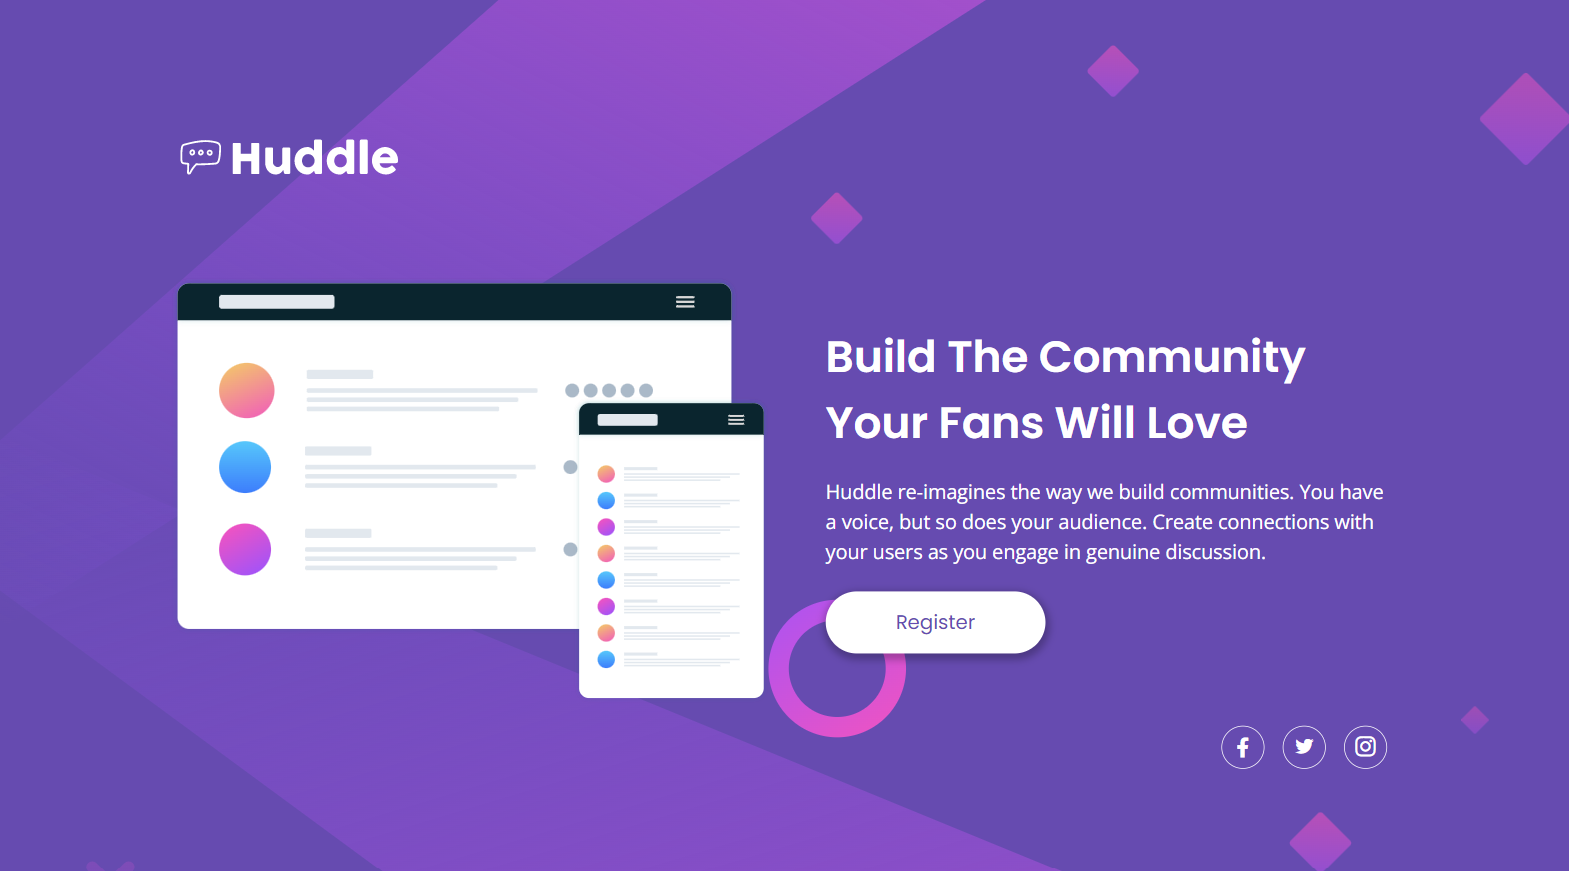 Huddle
Build The Community
Your Fans Will Love
Huddle re-imagines the way we build communities. You have
a voice, but so does your audience. Create connections with
your users as you engage in genuine discussion.
Register